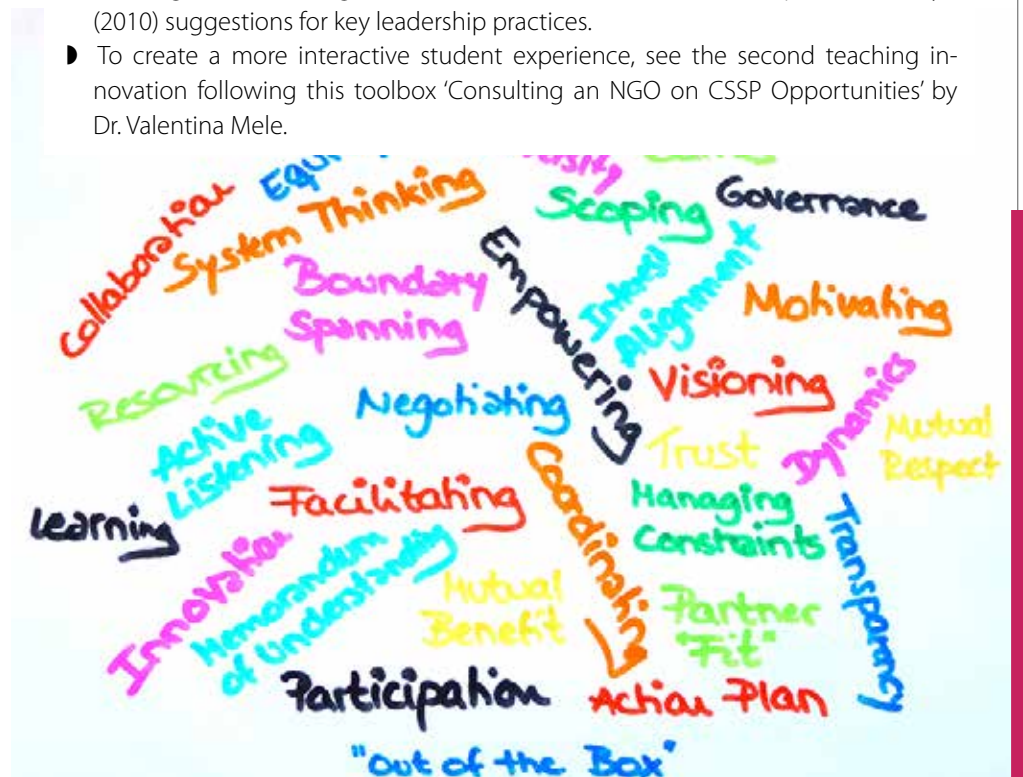 (2010) suggestions for key leadership practices.
◗ To create a more interactive student experience, see the second teaching in-
novation following this toolbox ‘Consulting an NGO on CSSP Opportunities’ by
Dr. Valentina Mele.
Collaboration
System Thinking
Scoping
Governance
Boundary
Spanning
Empowering
Alignment
Motivating
Resourcing
Negotiating
Visioning
Dynamics
Active
Listening
Trust
Mutual
Respect
Learning
Facilitating
Coordinating
Managing
Constraints
Transparency
Innovation
Memorandum
of Understanding
Mutual
Benefit
Partner
"Fit"
Participation
Action Plan
"Out of the Box"